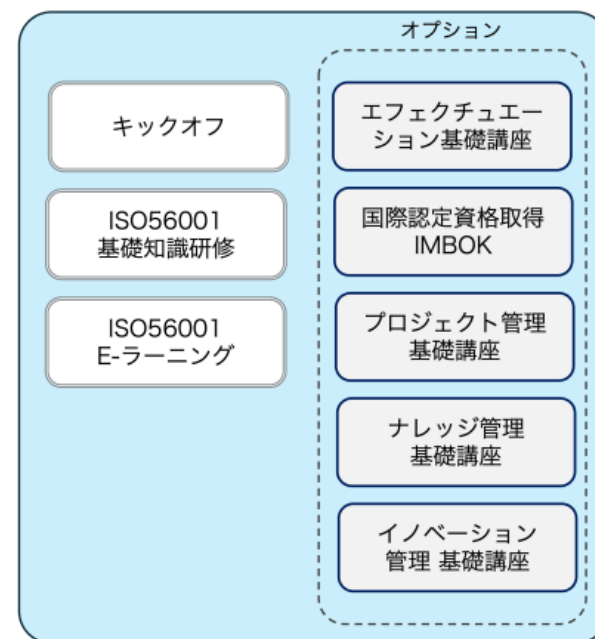 オプション
キックオフ
ISO56001
基礎知識研修
ISO56001
E-ラーニング
エフェクチュエー
ション基礎講座
国際認定資格取得
IMBOK
プロジェクト管理
基礎講座
ナレッジ管理
基礎講座
イノベーション
管理 基礎講座